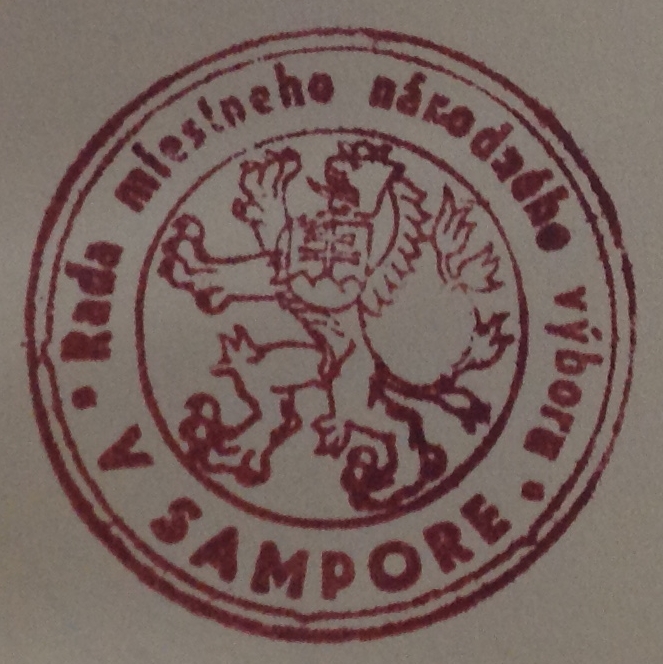 • Rada miestneho národného výboru •
V SAMPORE